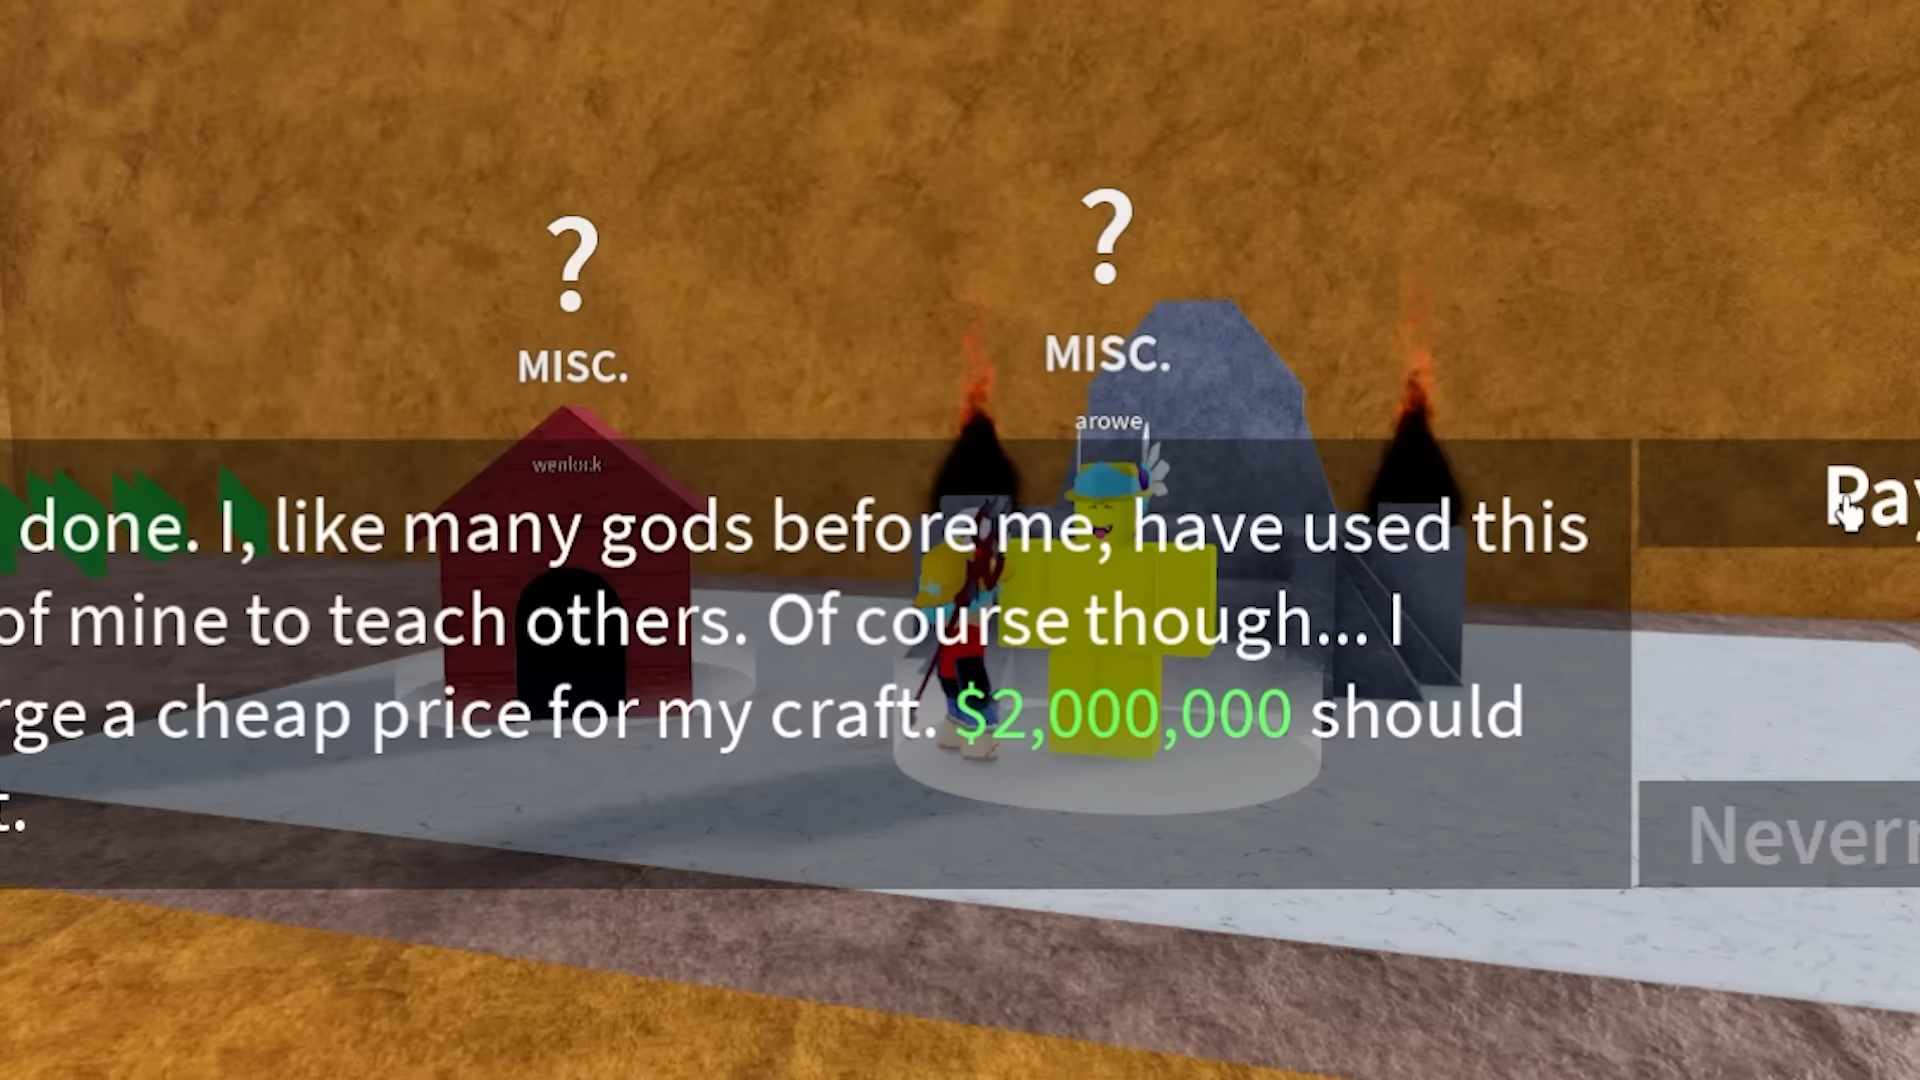 ?
?
MISC.
MISC.
arowe
wenlock
done. I, like many gods before me, have used this
of mine to teach others. Of course though... I
rge a cheap price for my craft. $2,000,000 should
t.
Pay
Neverm